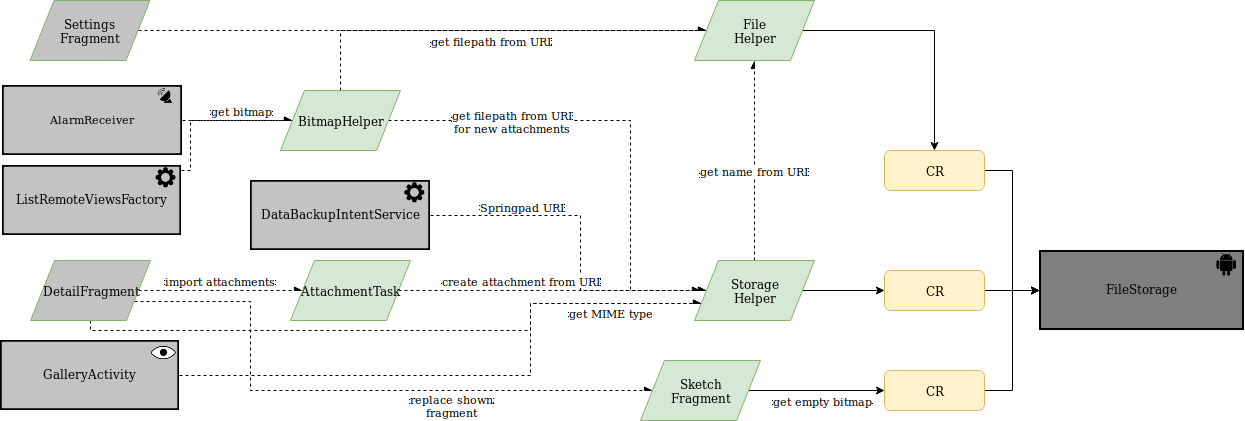 Settings
Fragment
File
Helper
get filepath from URI
AlarmReceiver
get bitmap
BitmapHelper
get filepath from URI
for new attachments
CR
get name from URI
ListRemoteViewsFactory
DataBackupIntentService
Springpad URI
DetailFragment
import attachments
AttachmentTask
create attachment from URI
Storage
Helper
CR
FileStorage
get MIME type
GalleryActivity
Sketch
Fragment
CR
replace shown
fragment
get empty bitmap